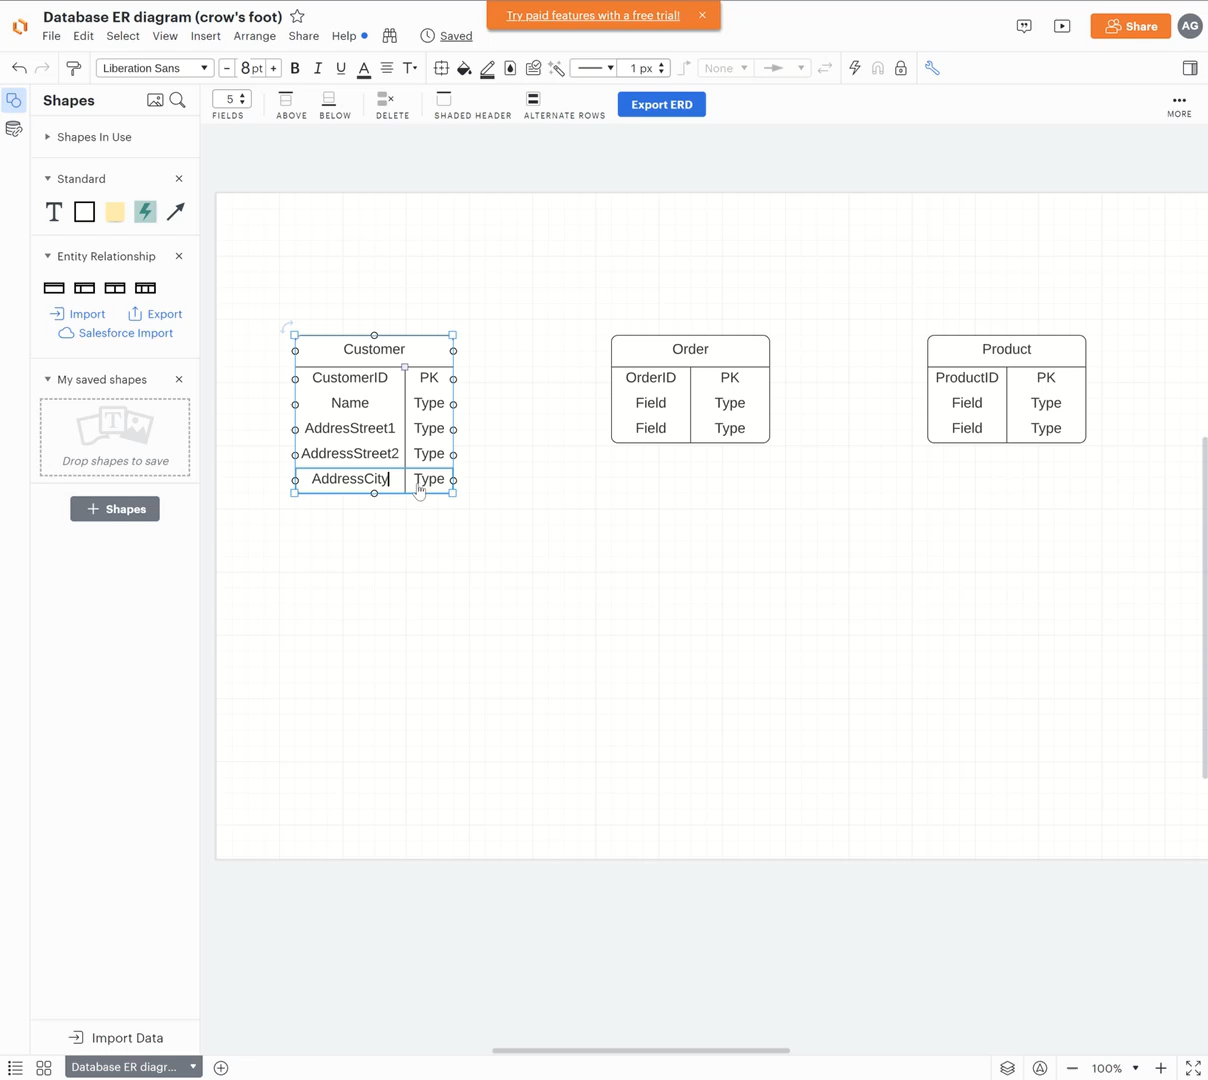 Database ER diagram (crow's foot)
Try paid features with a free trial!
File Edit Select View Insert Arrange Share Help
Saved
Share
AG
Liberation Sans
8 pt
B I U A T
1 px
None
Shapes
5
FIELDS
ABOVE
BELOW
DELETE
SHADED HEADER
ALTERNATE ROWS
Export ERD
MORE
Shapes In Use
Standard
T
Entity Relationship
Import
Export
Salesforce Import
My saved shapes
T
Drop shapes to save
+ Shapes
Customer
CustomerID PK
Name Type
AddresStreet1 Type
AddressStreet2 Type
AddressCity Type
Order
OrderID PK
Field Type
Field Type
Product
ProductID PK
Field Type
Field Type
Import Data
Database ER diagr...
100%